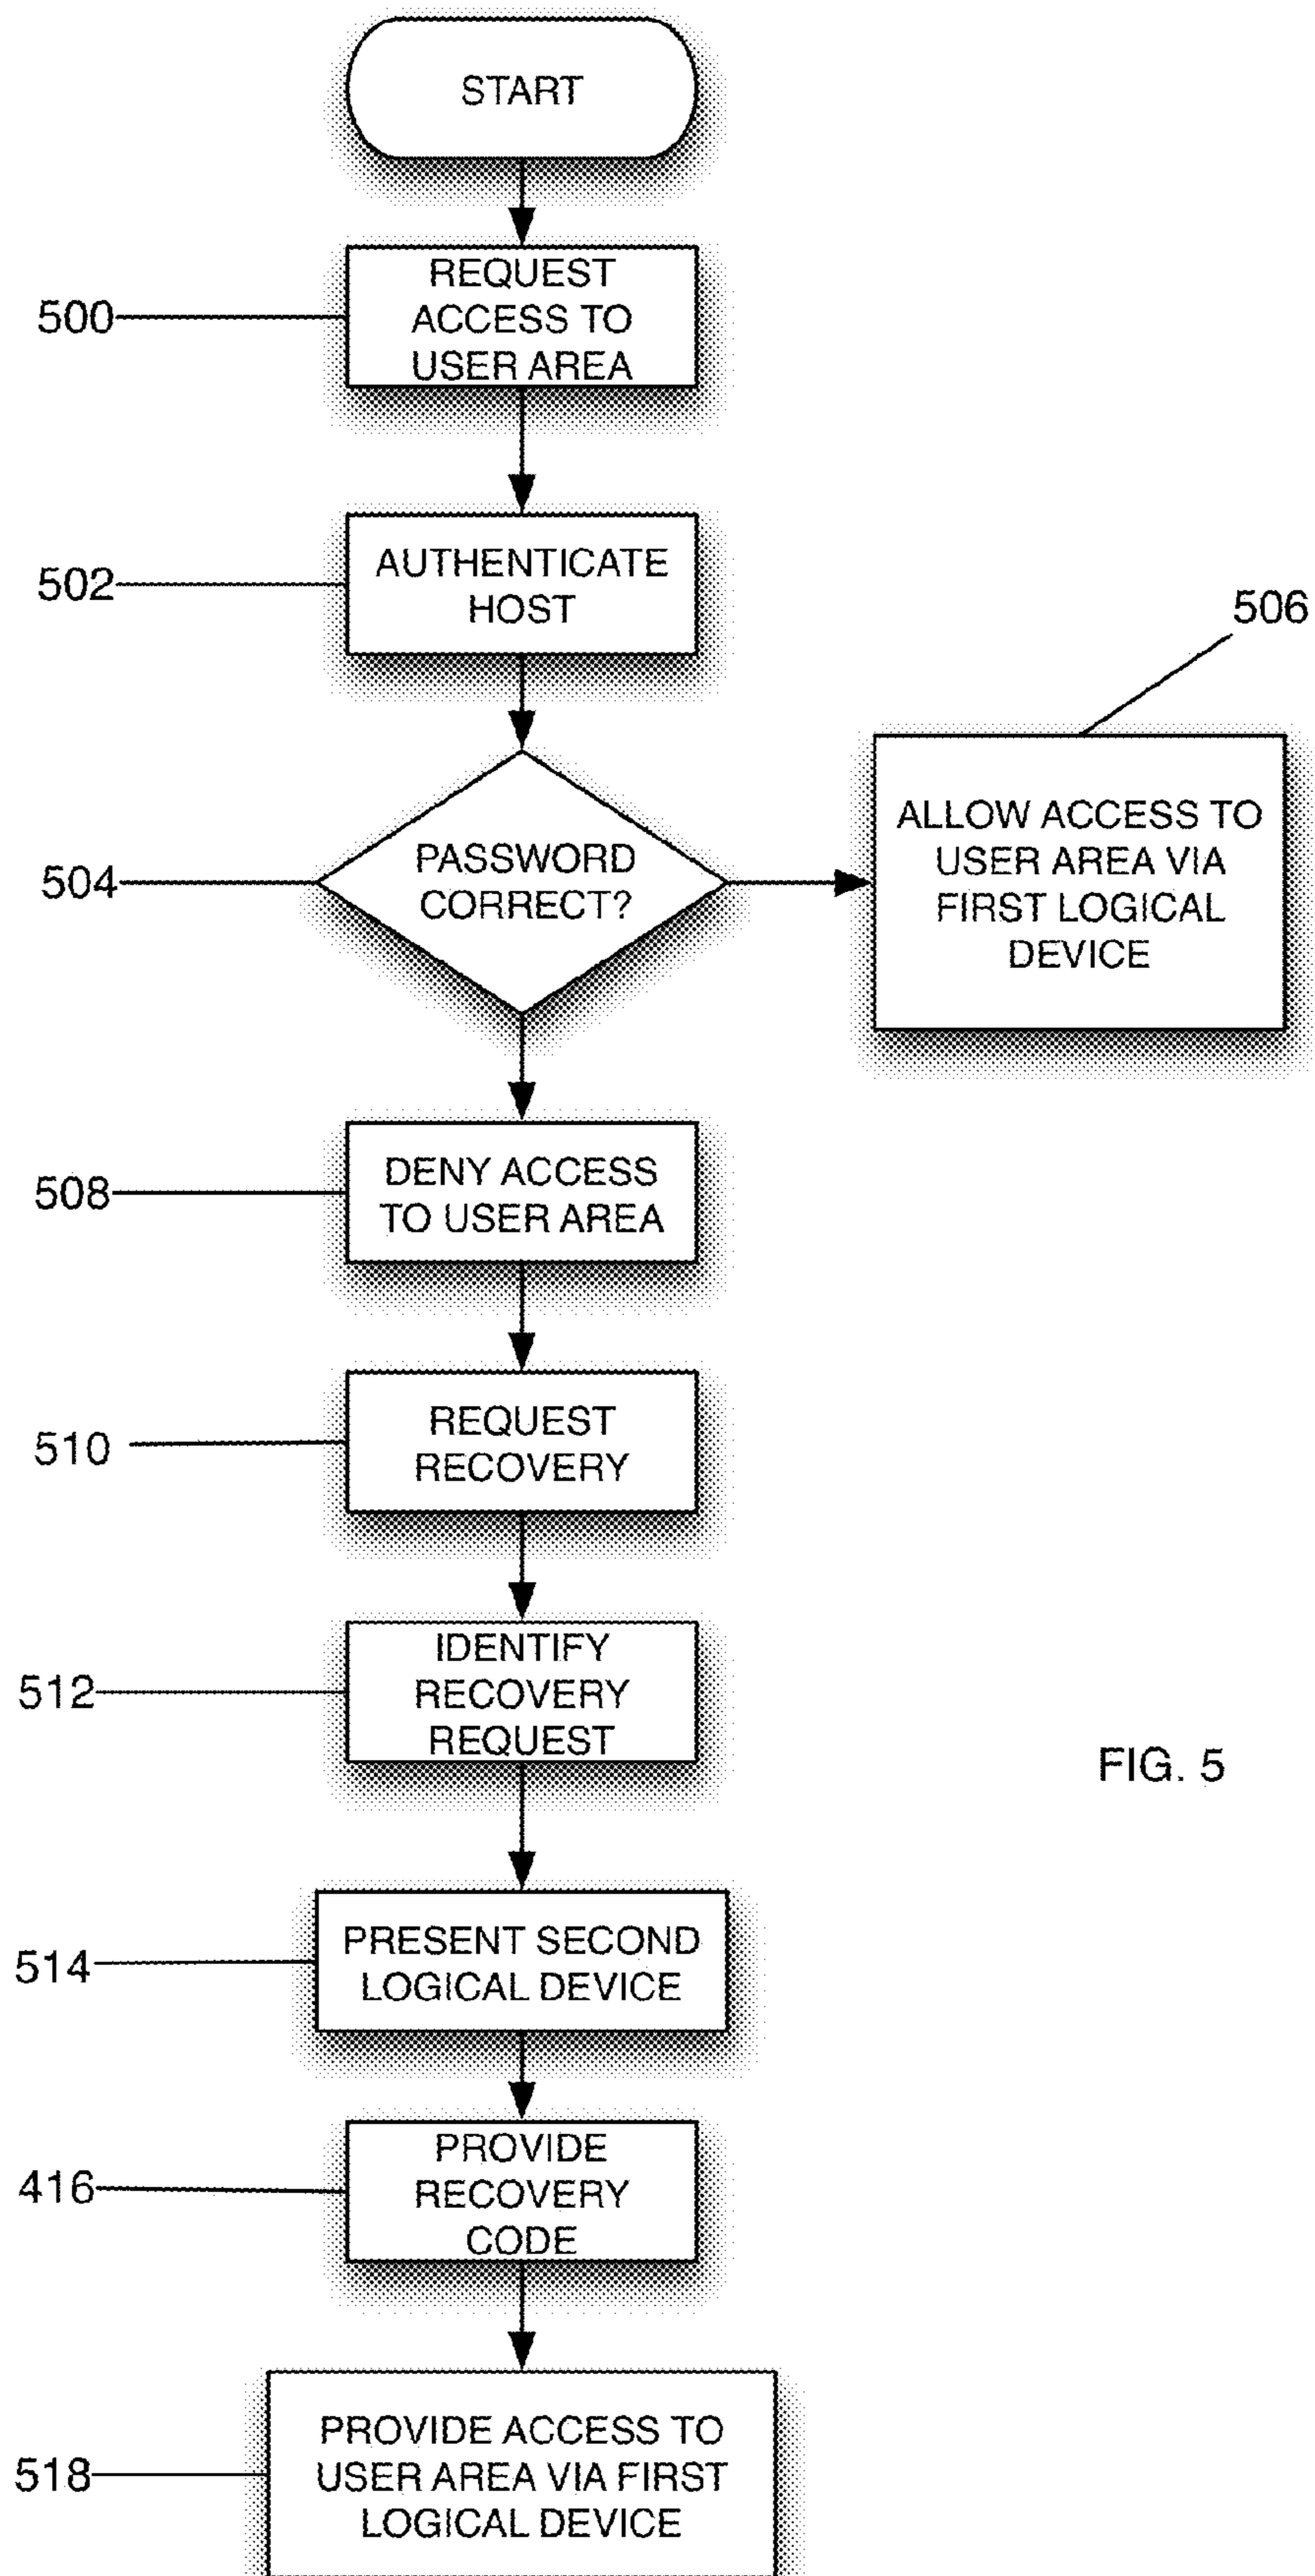 START
500
REQUEST
ACCESS TO
USER AREA
502
AUTHENTICATE
HOST
506
504
PASSWORD
CORRECT?
ALLOW ACCESS TO
USER AREA VIA
FIRST LOGICAL
DEVICE
508
DENY ACCESS
TO USER AREA
510
REQUEST
RECOVERY
512
IDENTIFY
RECOVERY
REQUEST
FIG. 5
514
PRESENT SECOND
LOGICAL DEVICE
416
PROVIDE
RECOVERY
CODE
518
PROVIDE ACCESS TO
USER AREA VIA FIRST
LOGICAL DEVICE